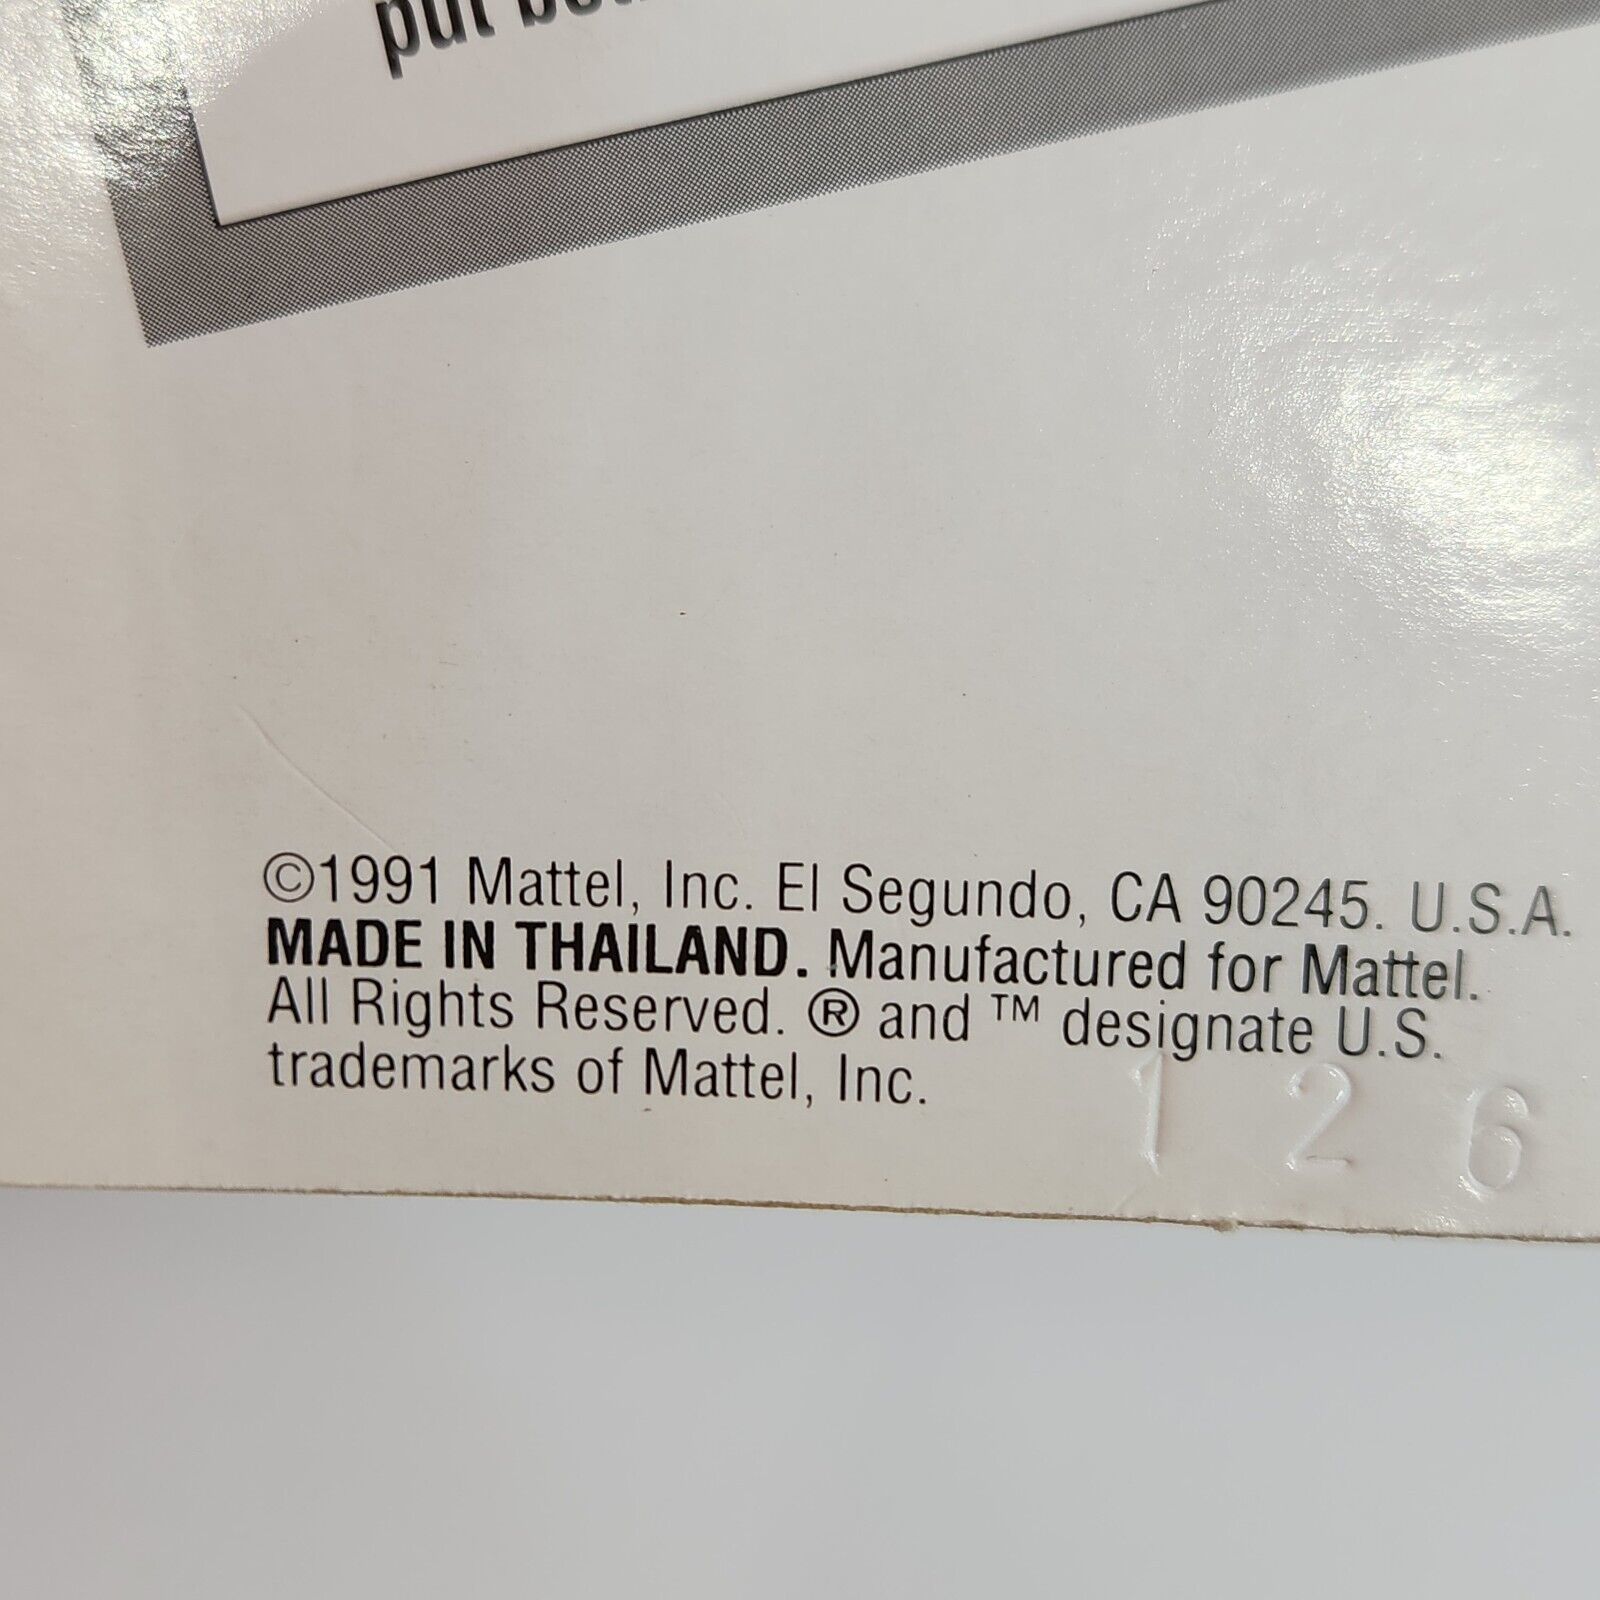 put
©1991 Mattel, Inc. El Segundo, CA 90245. U.S.A.
MADE IN THAILAND. Manufactured for Mattel.
All Rights Reserved. ® and ™ designate U.S.
trademarks of Mattel, Inc.
126